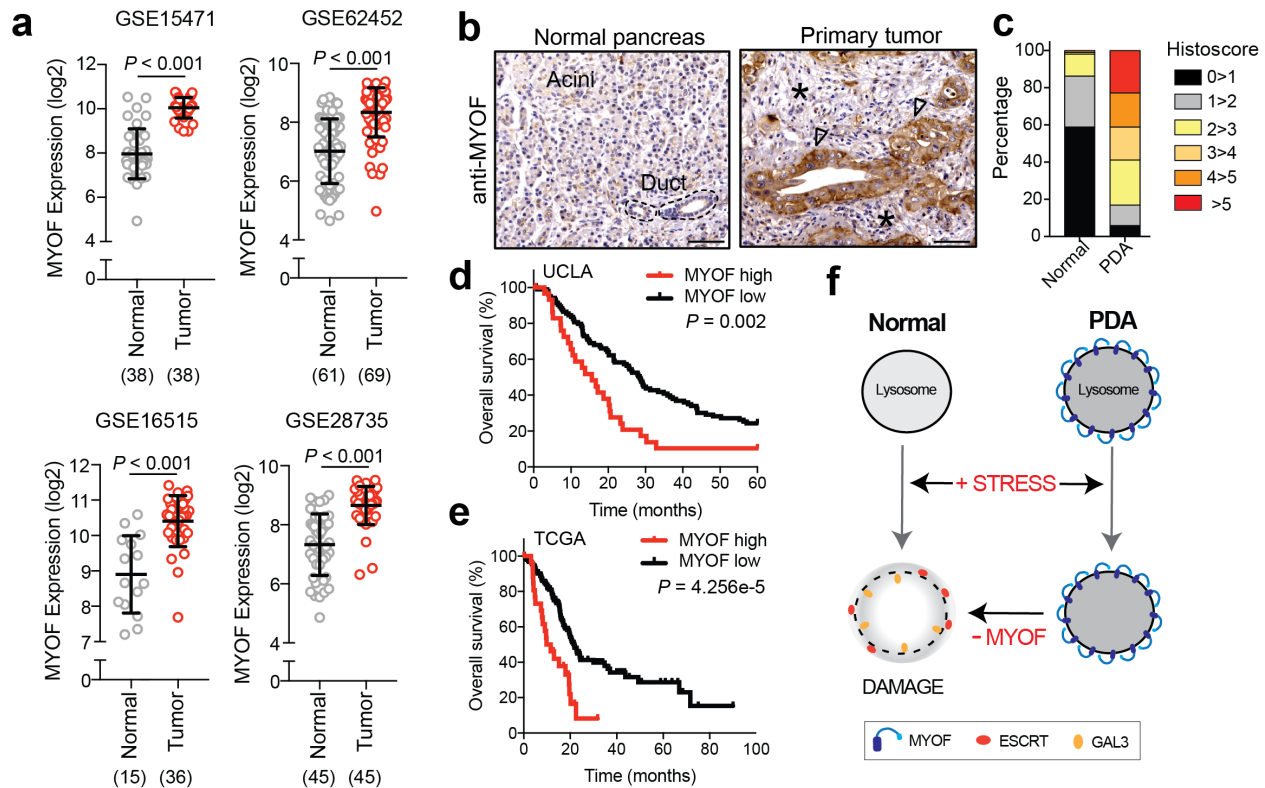 a
GSE15471
MYOF Expression (log2)
12
10
8
6
4
0
P < 0.001
Normal
Tumor
(38)
(38)
GSE62452
MYOF Expression (log2)
10
8
6
4
0
P < 0.001
Normal
Tumor
(61)
(69)
GSE16515
MYOF Expression (log2)
12
11
10
9
8
7
0
P < 0.001
Normal
Tumor
(15)
(36)
GSE28735
MYOF Expression (log2)
10
8
6
4
0
P < 0.001
Normal
Tumor
(45)
(45)
b
Normal pancreas
Primary tumor
anti-MYOF
Acini
Duct
*
*
c
Percentage
100
80
60
40
20
0
Normal
PDA
Histoscore
0>1
1>2
2>3
3>4
4>5
>5
d
UCLA
MYOF high
MYOF low
P = 0.002
Overall survival (%)
100
80
60
40
20
0
0 10 20 30 40 50 60
Time (months)
e
TCGA
MYOF high
MYOF low
P = 4.256e-5
Overall survival (%)
100
80
60
40
20
0
0 20 40 60 80 100
Time (months)
f
Normal
PDA
Lysosome
Lysosome
+ STRESS
- MYOF
DAMAGE
MYOF
ESCRT
GAL3